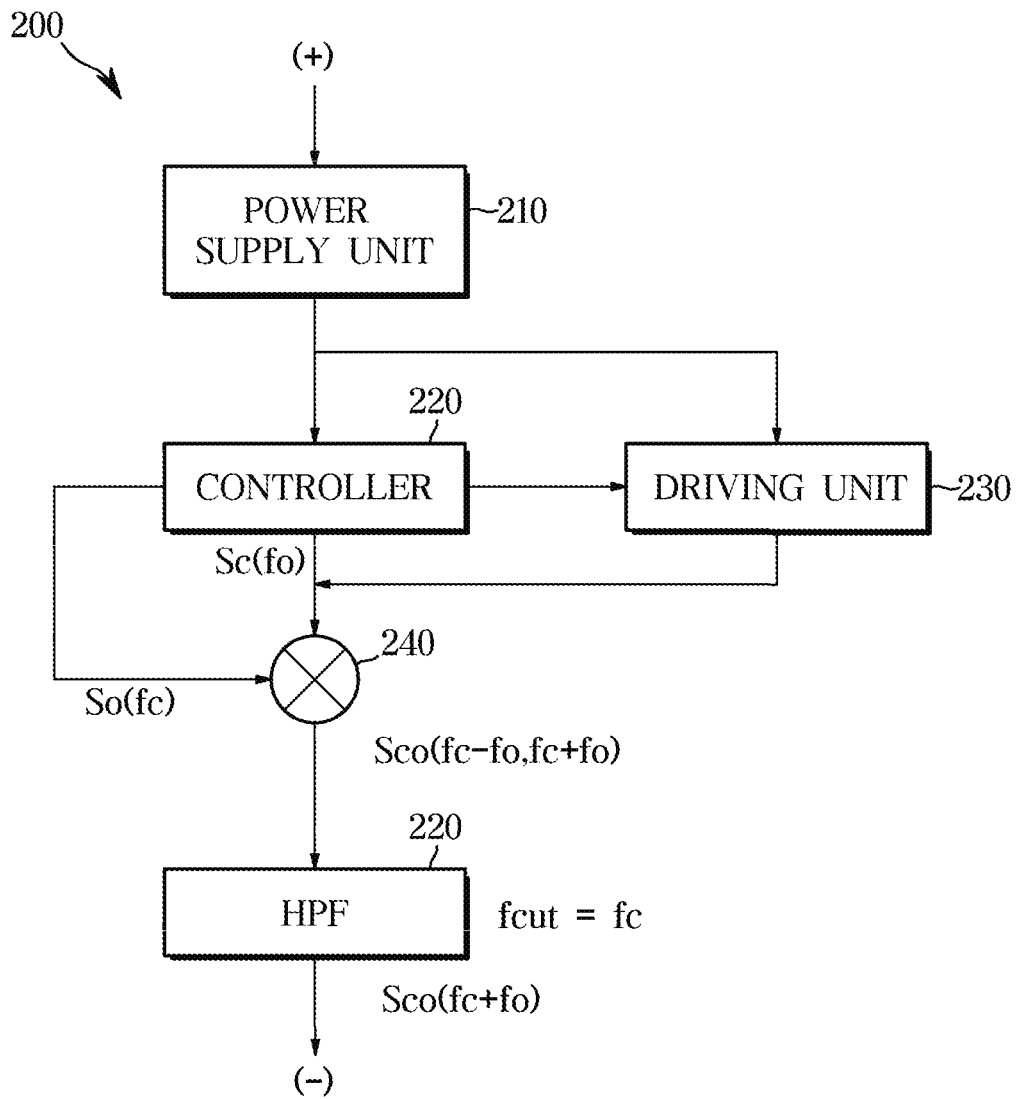 200
(+)
POWER
SUPPLY UNIT
210
220
CONTROLLER
DRIVING UNIT
230
Sc(fo)
240
So(fc)
Sco(fc-fo,fc+fo)
220
HPF
fcut = fc
Sco(fc+fo)
(-)